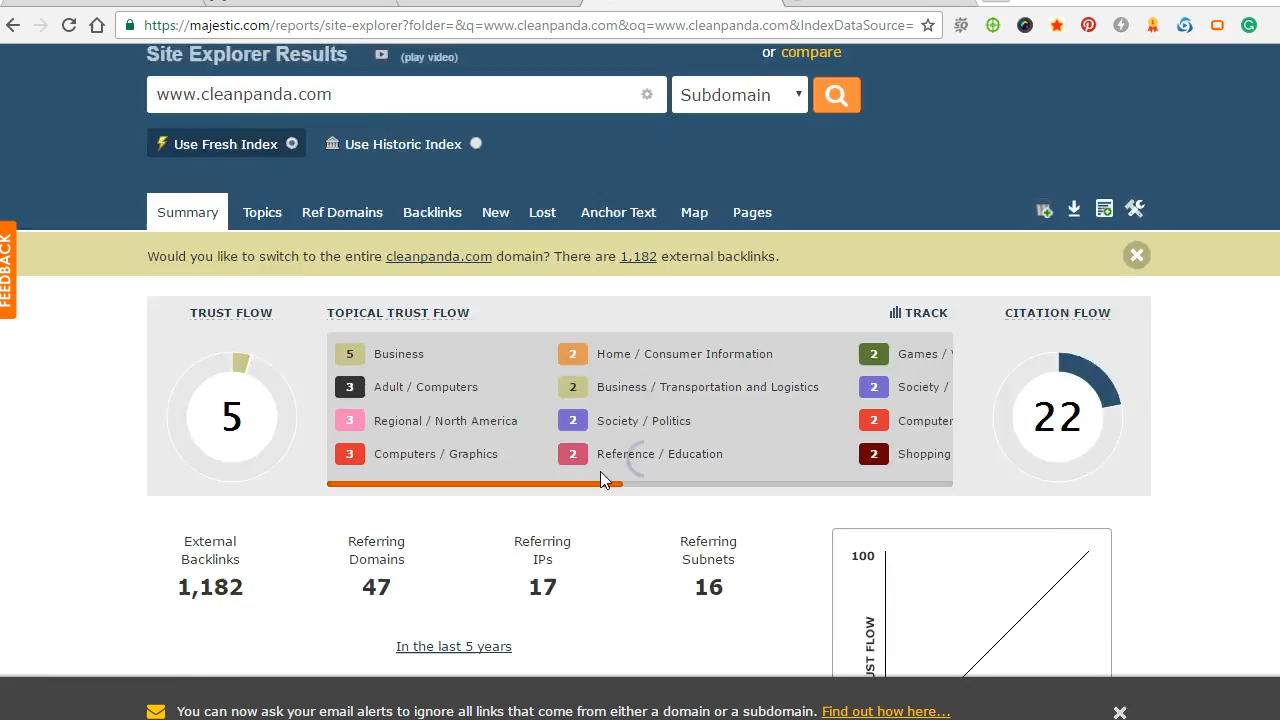 https://majestic.com/reports/site-explorer?folder=&q=www.cleanpanda.com&oq=www.cleanpanda.com&IndexDataSource=
Site Explorer Results (play video) or compare
www.cleanpanda.com Subdomain
Use Fresh Index Use Historic Index
Summary Topics Ref Domains Backlinks New Lost Anchor Text Map Pages
FEEDBACK
Would you like to switch to the entire cleanpanda.com domain? There are 1,182 external backlinks.
TRUST FLOW TOPICAL TRUST FLOW TRACK CITATION FLOW
5 Business 2 Home / Consumer Information 2 Games /
3 Adult / Computers 2 Business / Transportation and Logistics 2 Society /
5 22
3 Regional / North America 2 Society / Politics 2 Computer
3 Computers / Graphics 2 Reference / Education 2 Shopping
External Backlinks Referring Domains Referring IPs Referring Subnets
1,182 47 17 16
100
UST FLOW
In the last 5 years
You can now ask your email alerts to ignore all links that come from either a domain or a subdomain. Find out how here...